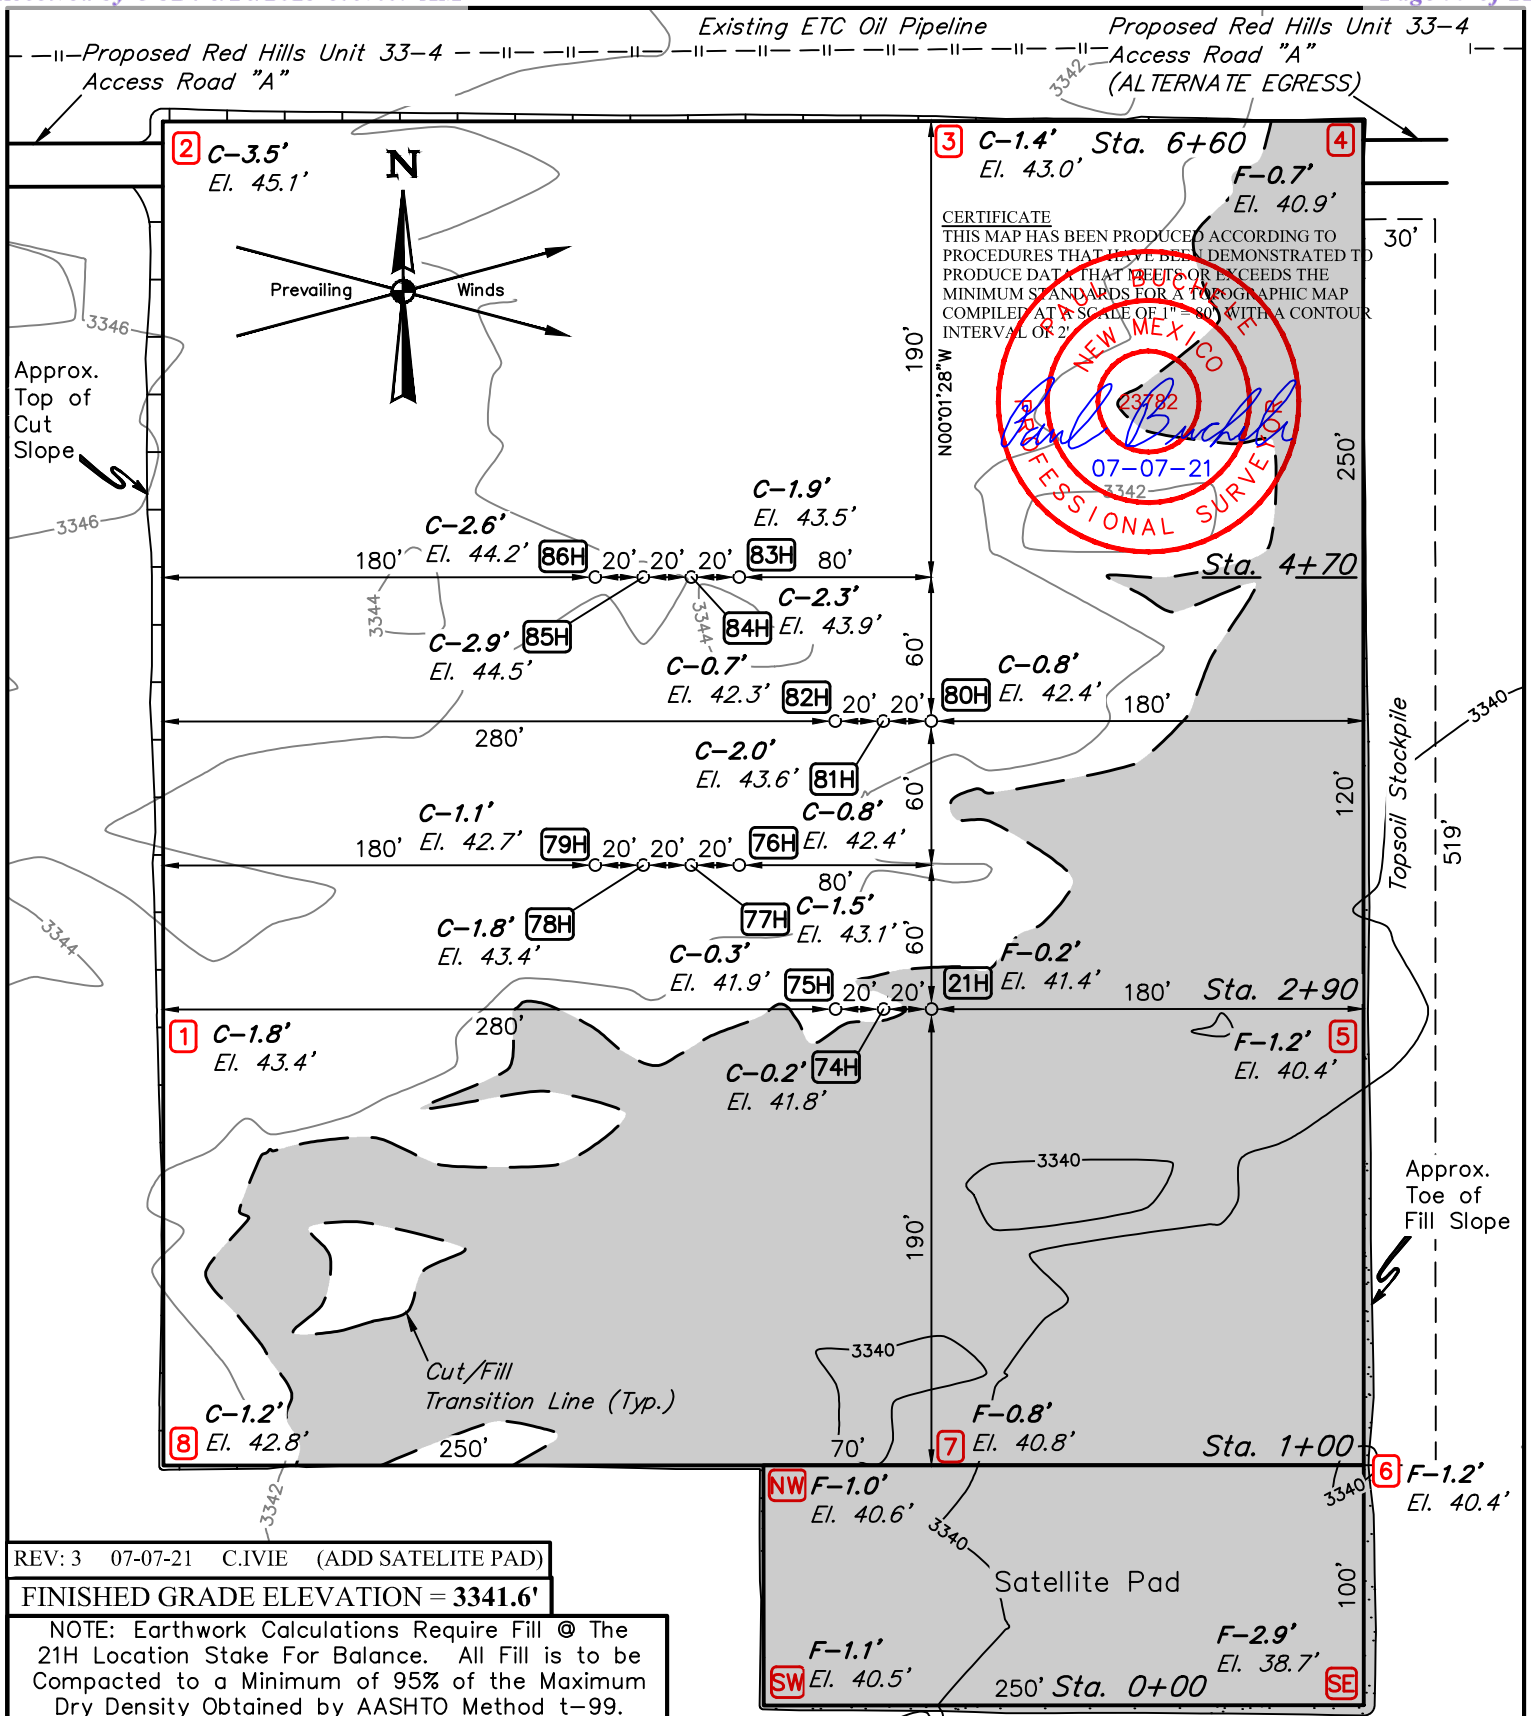 Existing ETC Oil Pipeline
Proposed Red Hills Unit 33-4
Access Road "A"
Proposed Red Hills Unit 33-4
Access Road "A"
(ALTERNATE EGRESS)
3342
2 C-3.5'
El. 45.1'
N
Prevailing Winds
3 C-1.4'
El. 43.0'
Sta. 6+60
4
F-0.7'
El. 40.9'
30'
CERTIFICATE
THIS MAP HAS BEEN PRODUCED ACCORDING TO
PROCEDURES THAT HAVE BEEN DEMONSTRATED TO
PRODUCE DATA THAT MEETS OR EXCEEDS THE
MINIMUM STANDARDS FOR A TOPOGRAPHIC MAP
COMPILED AT A SCALE OF 1" = 80', WITH A CONTOUR
INTERVAL OF 2'.
PAUL BUCHELE
NEW MEXICO
23782
PROFESSIONAL SURVEYOR
Paul Buchele
07-07-21
3342
190'
N00°01'28"W
250'
3346
Approx.
Top of
Cut
Slope
3346
C-1.9'
El. 43.5'
C-2.6'
El. 44.2'
180'
86H
20' 20' 20'
83H
80'
Sta. 4+70
3344
3344
C-2.9'
El. 44.5'
85H
84H
C-2.3'
El. 43.9'
60'
C-0.7'
El. 42.3'
82H
20' 20'
80H
C-0.8'
El. 42.4'
180'
280'
C-2.0'
El. 43.6'
81H
60'
120'
3340
Topsoil Stockpile
519'
C-1.1'
El. 42.7'
180'
79H
20' 20' 20'
76H
C-0.8'
El. 42.4'
80'
C-1.8'
El. 43.4'
78H
77H
C-1.5'
El. 43.1'
60'
3344
C-0.3'
El. 41.9'
75H
20' 20'
21H
F-0.2'
El. 41.4'
180'
Sta. 2+90
280'
1 C-1.8'
El. 43.4'
C-0.2'
El. 41.8'
74H
F-1.2'
El. 40.4'
5
3340
190'
Approx.
Toe of
Fill Slope
3340
Cut/Fill
Transition Line (Typ.)
8 C-1.2'
El. 42.8'
250'
70'
7 F-0.8'
El. 40.8'
Sta. 1+00
6 F-1.2'
El. 40.4'
3340
3342
NW F-1.0'
El. 40.6'
3340
Satellite Pad
100'
SW F-1.1'
El. 40.5'
250' Sta. 0+00
F-2.9'
El. 38.7'
SE
REV: 3 07-07-21 C.IVIE (ADD SATELITE PAD)
FINISHED GRADE ELEVATION = 3341.6'
NOTE: Earthwork Calculations Require Fill @ The
21H Location Stake For Balance. All Fill is to be
Compacted to a Minimum of 95% of the Maximum
Dry Density Obtained by AASHTO Method t-99.